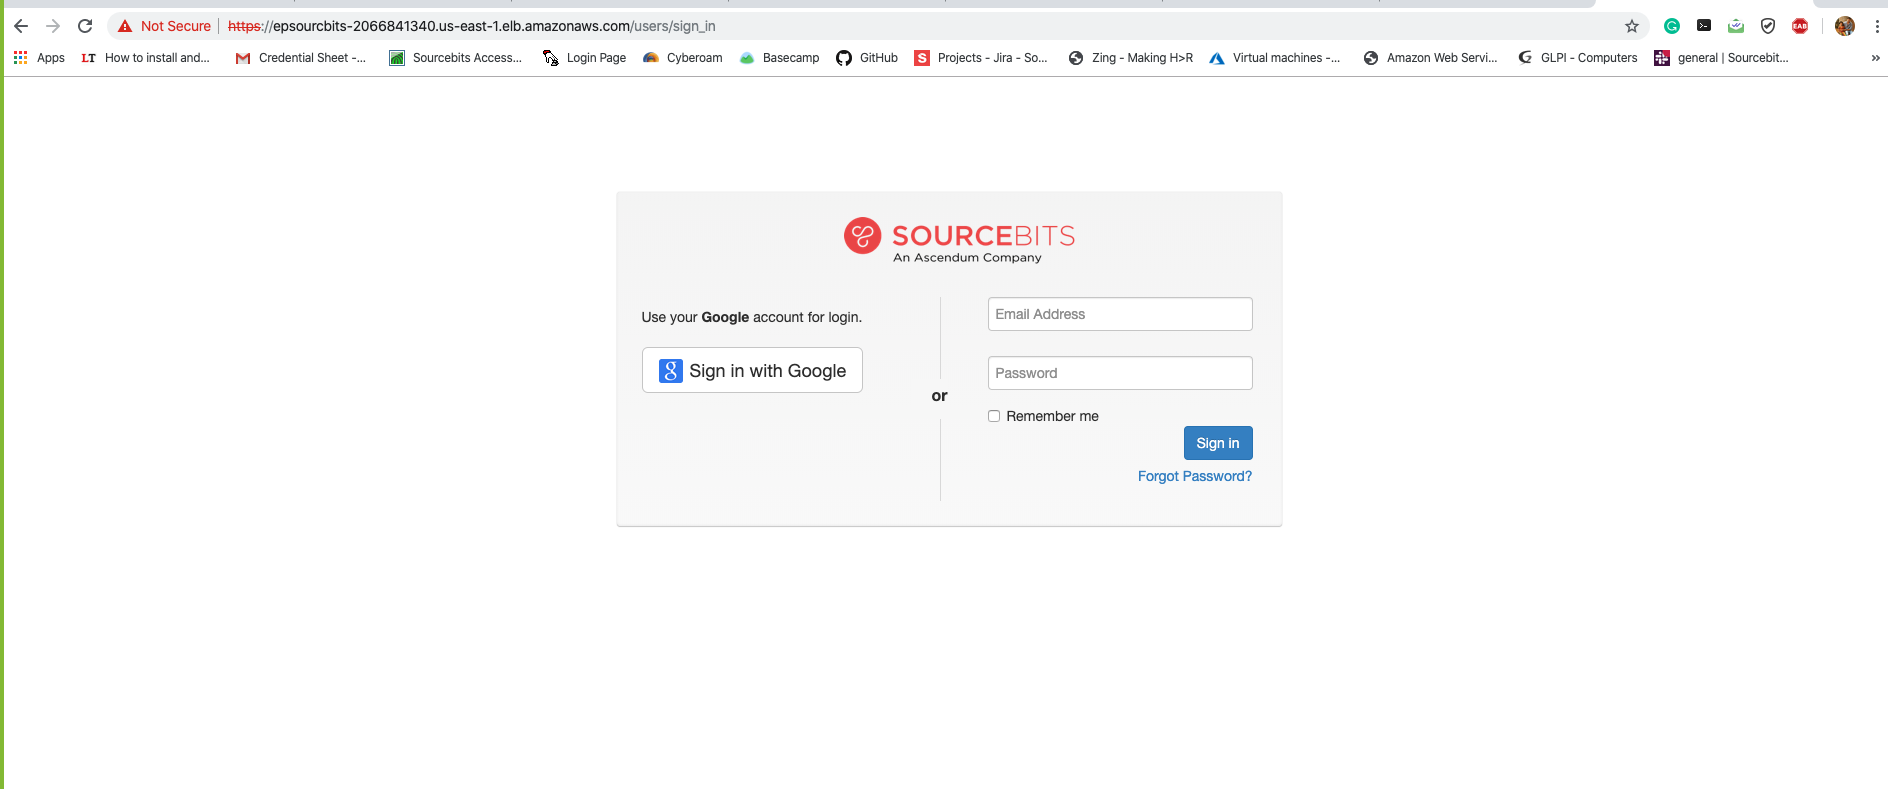 Not Secure https://epsourcbits-2066841340.us-east-1.elb.amazonaws.com/users/sign_in EAB
Apps LT How to install and... Credential Sheet -... Sourcebits Access... Login Page Cyberoam Basecamp GitHub S Projects - Jira - So... Zing - Making H>R Virtual machines -... Amazon Web Servi... GLPI - Computers general | Sourcebit... »
SOURCEBITS
An Ascendum Company
Use your Google account for login.
g Sign in with Google
or
Email Address
Password
Remember me
Sign in
Forgot Password?